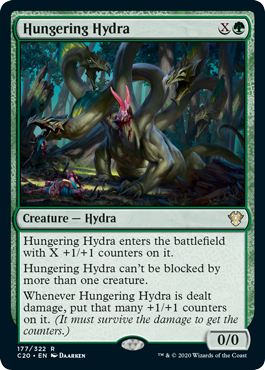 Hungering Hydra X
Creature — Hydra
Hungering Hydra enters the battlefield
with X +1/+1 counters on it.
Hungering Hydra can't be blocked by
more than one creature.
Whenever Hungering Hydra is dealt
damage, put that many +1/+1 counters
on it. (It must survive the damage to get the
counters.)
0/0
177/322 R
C20 • EN Daarken
™ & © 2020 Wizards of the Coast